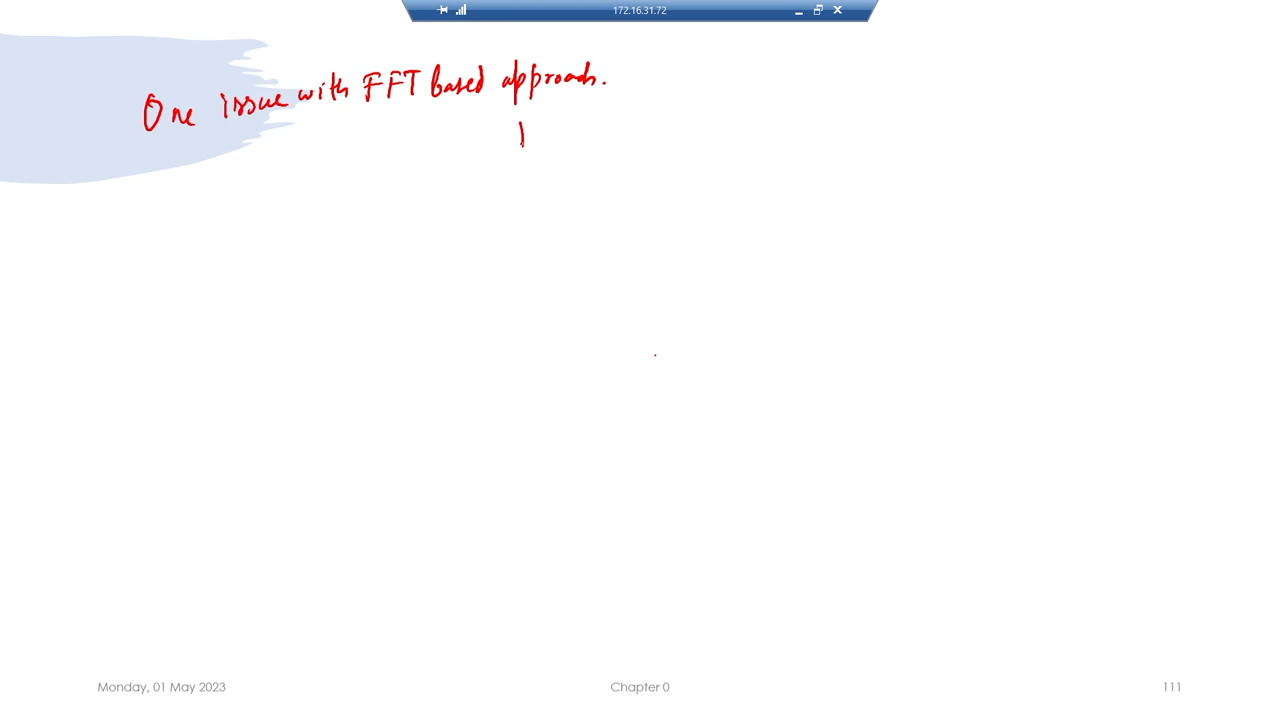 172.16.31.72
One issue with FFT based approach.
Monday, 01 May 2023
Chapter 0
111